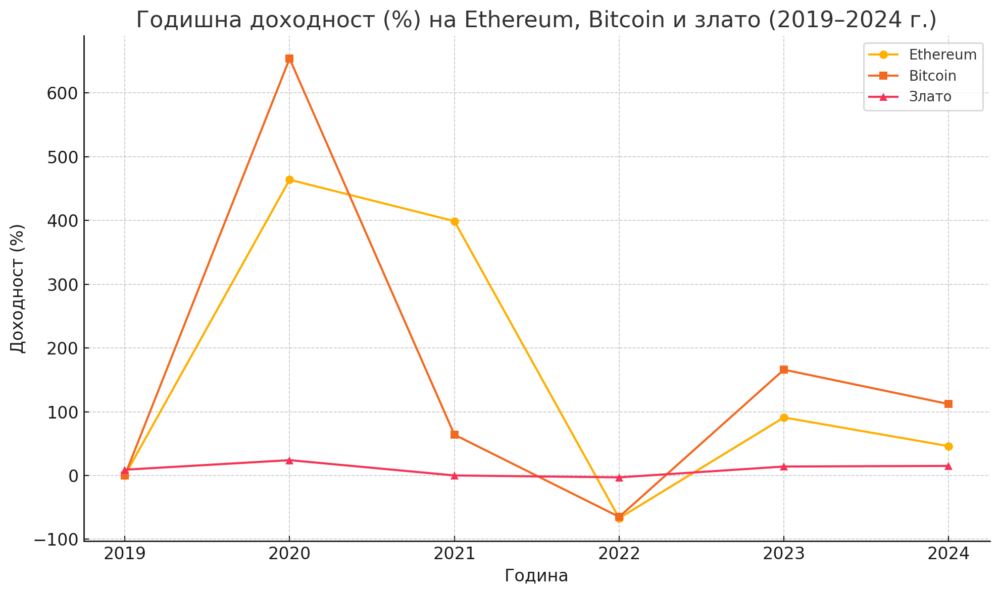 Годишна доходност (%) на Ethereum, Bitcoin и злато (2019–2024 г.)
Ethereum
Bitcoin
Злато
Доходност (%)
600
500
400
300
200
100
0
−100
2019
2020
2021
2022
2023
2024
Година